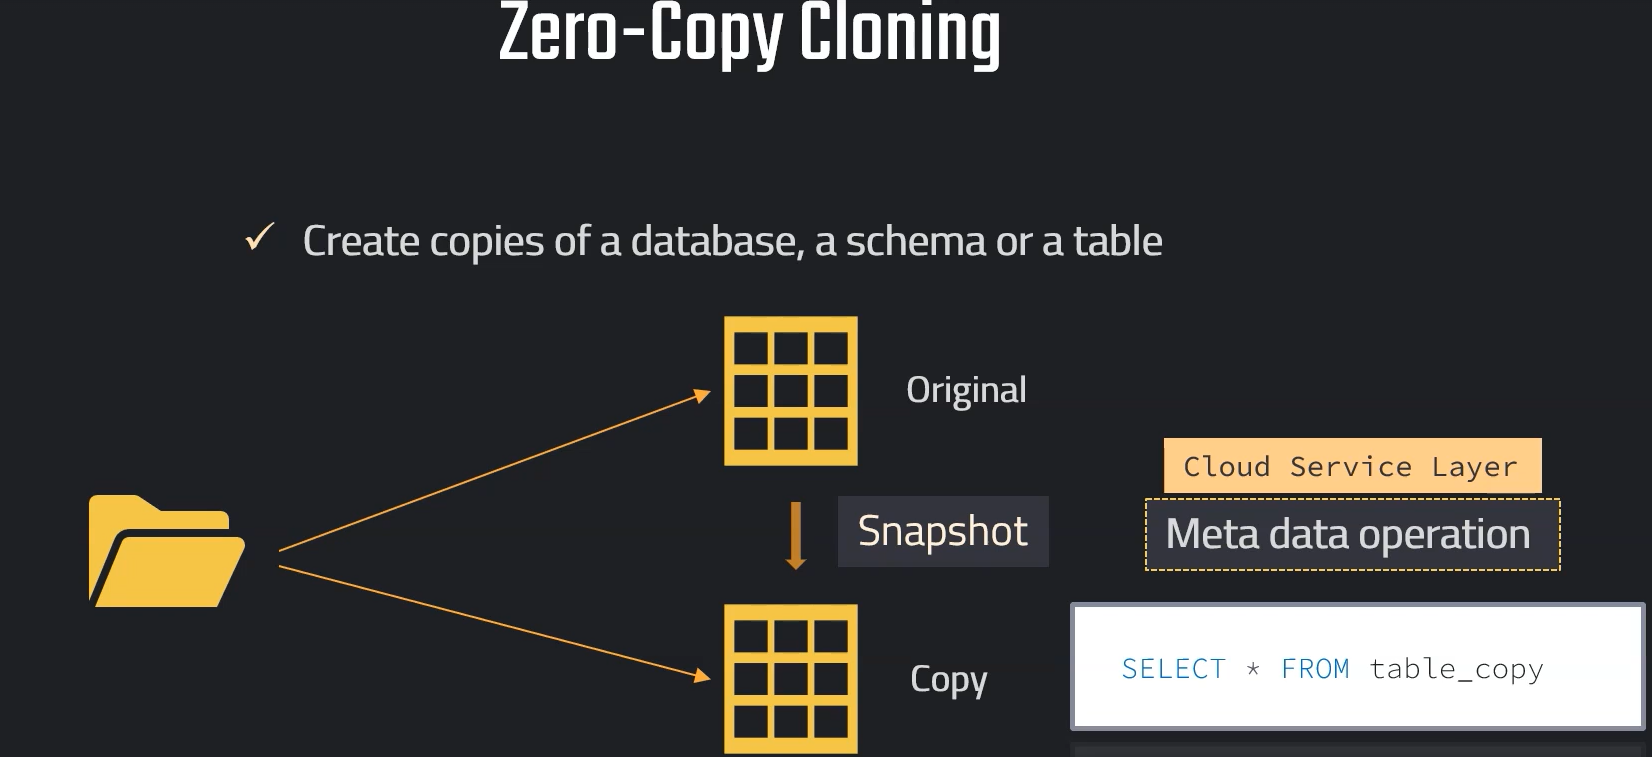 Zero-Copy Cloning
✓ Create copies of a database, a schema or a table
Original
Cloud Service Layer
Snapshot
Meta data operation
Copy
SELECT * FROM table_copy